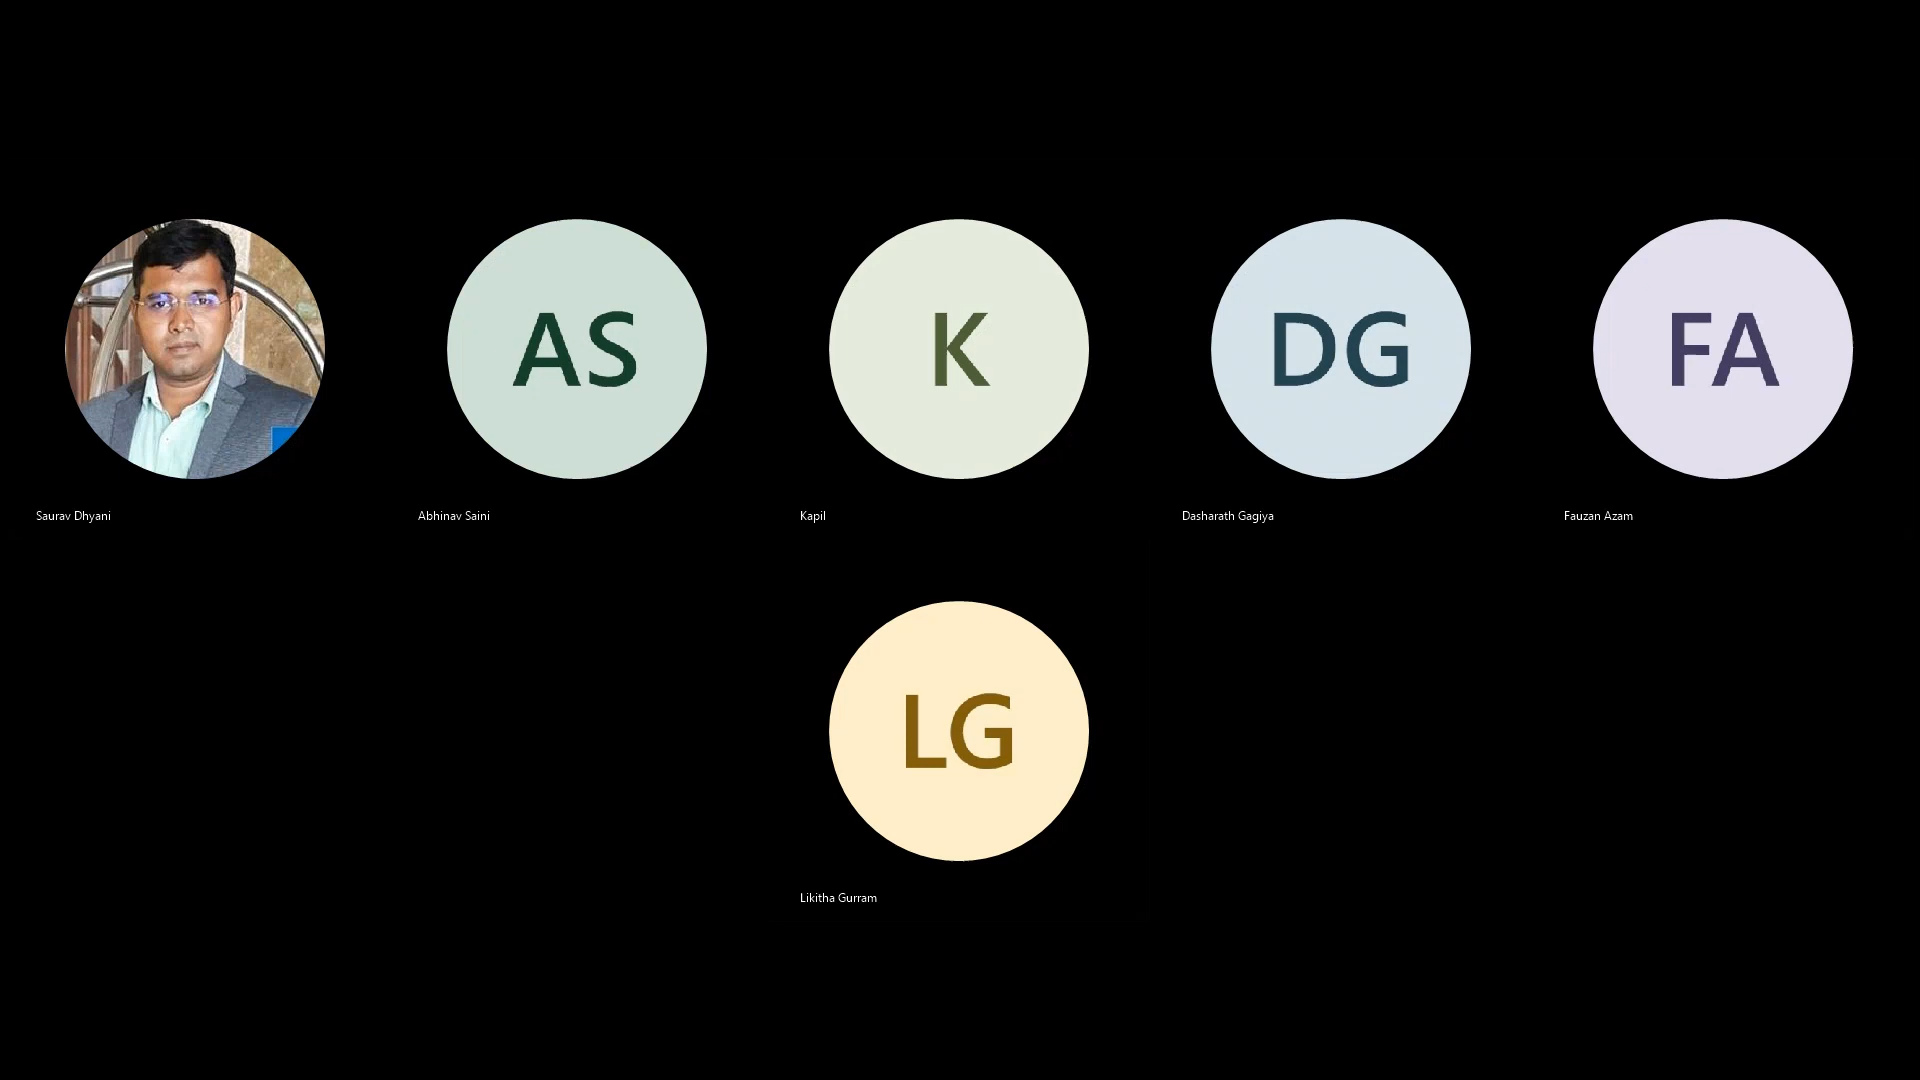 AS
K
DG
FA
Saurav Dhyani
Abhinav Saini
Kapil
Dasharath Gagiya
Fauzan Azam
LG
Likitha Gurram